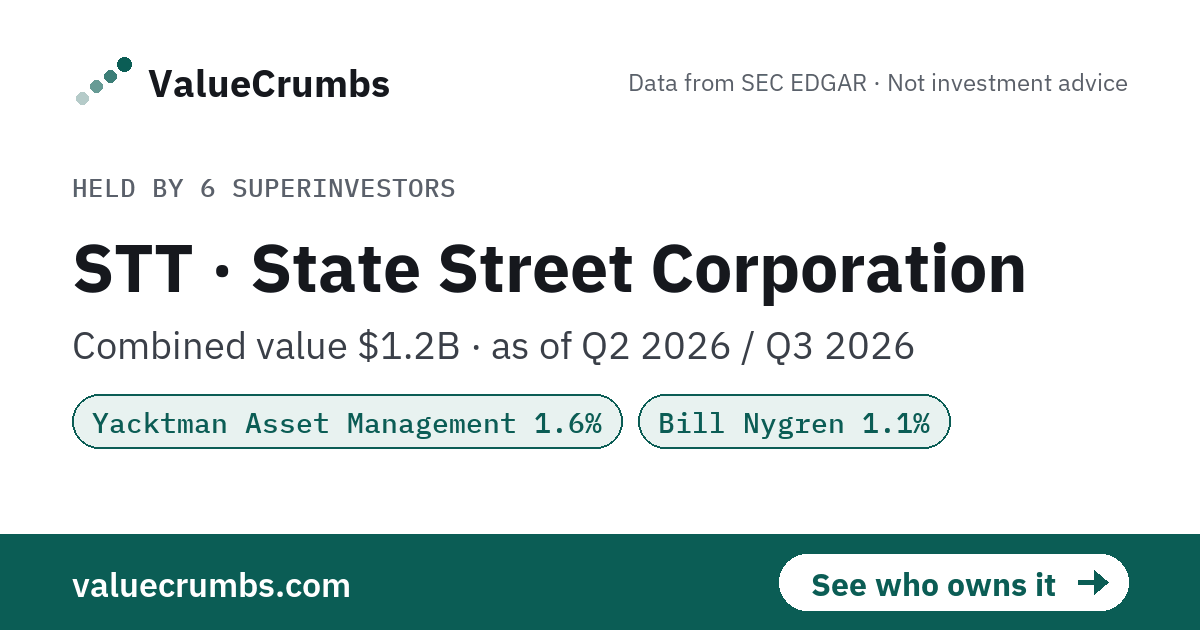 ValueCrumbs
Data from SEC EDGAR · Not investment advice
HELD BY 6 SUPERINVESTORS
STT · State Street Corporation
Combined value $1.2B · as of Q2 2026 / Q3 2026
Yacktman Asset Management 1.6%
Bill Nygren 1.1%
valuecrumbs.com
See who owns it →